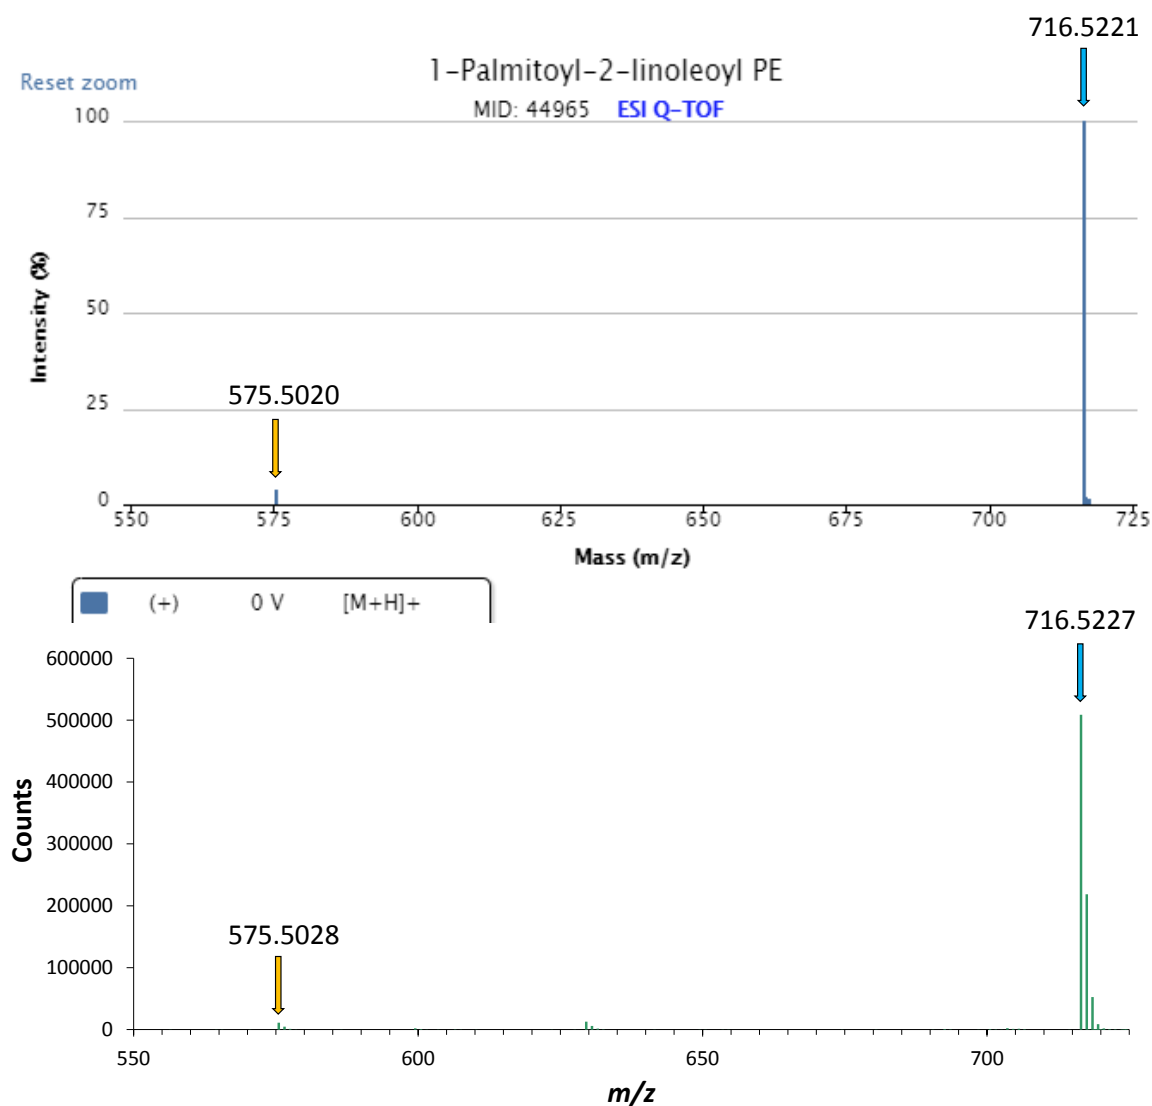 716.5221
Reset zoom
1-Palmitoyl-2-linoleoyl PE
MID: 44965 ESI Q-TOF
100
75
50
25
0
Intensity (%)
575.5020
550 575 600 625 650 675 700 725
Mass (m/z)
(+) 0 V [M+H]+
716.5227
600000
500000
400000
300000
200000
100000
0
Counts
575.5028
550 600 650 700
m/z